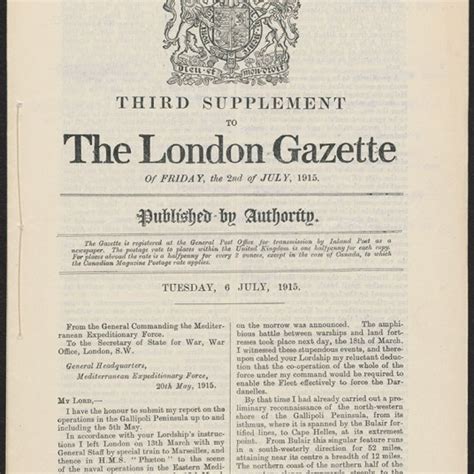 DIEU ET MON DROIT
THIRD SUPPLEMENT
TO
The London Gazette
Of FRIDAY, the 2nd of JULY, 1915.
Published by Authority.
The Gazette is registered at the General Post Office for transmission by Inland Post as a
newspaper. The postage rate to places within the United Kingdom is one halfpenny for each copy.
For places abroad the rate is a halfpenny for every 2 ounces, except in the case of Canada, to which
the Canadian Magazine Postage rate applies.
TUESDAY, 6 JULY, 1915.
From the General Commanding the Mediter-
ranean Expeditionary Force.
To the Secretary of State for War, War
Office, London, S.W.
General Headquarters,
Mediterranean Expeditionary Force,
20th May, 1915.
MY LORD,—
I have the honour to submit my report on the
operations in the Gallipoli Peninsula up to and
including the 5th May.
In accordance with your Lordship's instruc-
tions I left London on 13th March with my
General Staff by special train to Marseilles, and
thence in H.M.S. "Phæton" to the scene
of the naval operations in the Eastern Medi-
on the morrow was announced. The amphi-
bious battle between warships and land fort-
resses took place next day, the 18th of March.
I witnessed these stupendous events, and there-
upon cabled your Lordship my reluctant deduc-
tion that the co-operation of the whole of the
force under my command would be required to
enable the Fleet effectively to force the Dar-
danelles.
By that time I had already carried out a pre-
liminary reconnaissance of the north-western
shore of the Gallipoli Peninsula, from its
isthmus, where it is spanned by the Bulair for-
tified lines, to Cape Helles, at its extremest
point. From Bulair this singular feature runs
in a south-westerly direction for 52 miles,
attaining near its centre a breadth of 12 miles.
The northern coast of the northern half of the